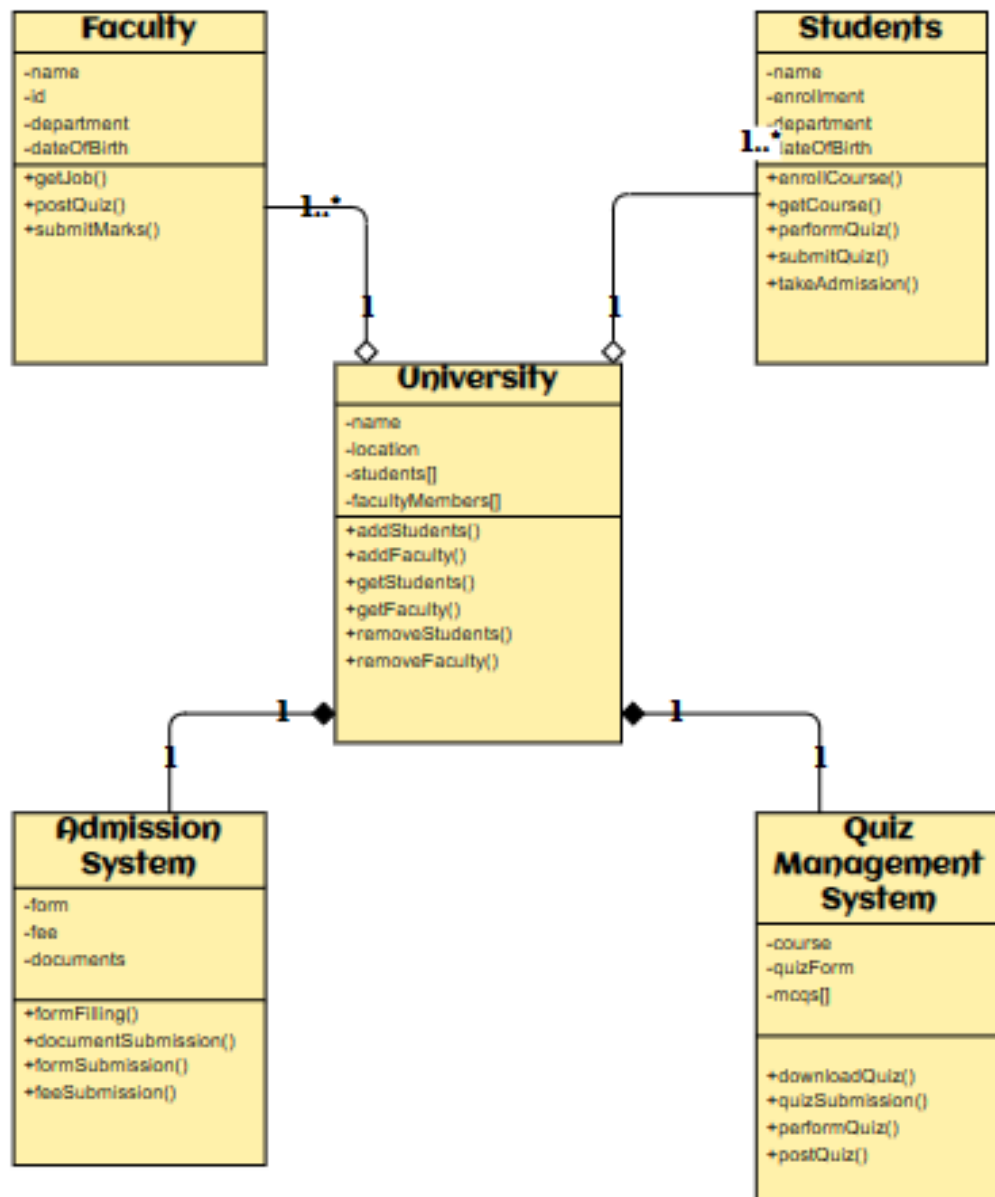 Faculty
-name
-id
-department
-dateOfBirth
+getJob()
+postQuiz()
+submitMarks()
1..*
1
Students
-name
-enrollment
-department
dateOfBirth
1..*
+enrollCourse()
+getCourse()
+performQuiz()
+submitQuiz()
+takeAdmission()
1
University
-name
-location
-students[]
-facultyMembers[]
+addStudents()
+addFaculty()
+getStudents()
+getFaculty()
+removeStudents()
+removeFaculty()
1
1
1
1
Admission
System
-form
-fee
-documents
+formFilling()
+documentSubmission()
+formSubmission()
+feeSubmission()
Quiz
Management
System
-course
-quizForm
-mcqs[]
+downloadQuiz()
+quizSubmission()
+performQuiz()
+postQuiz()